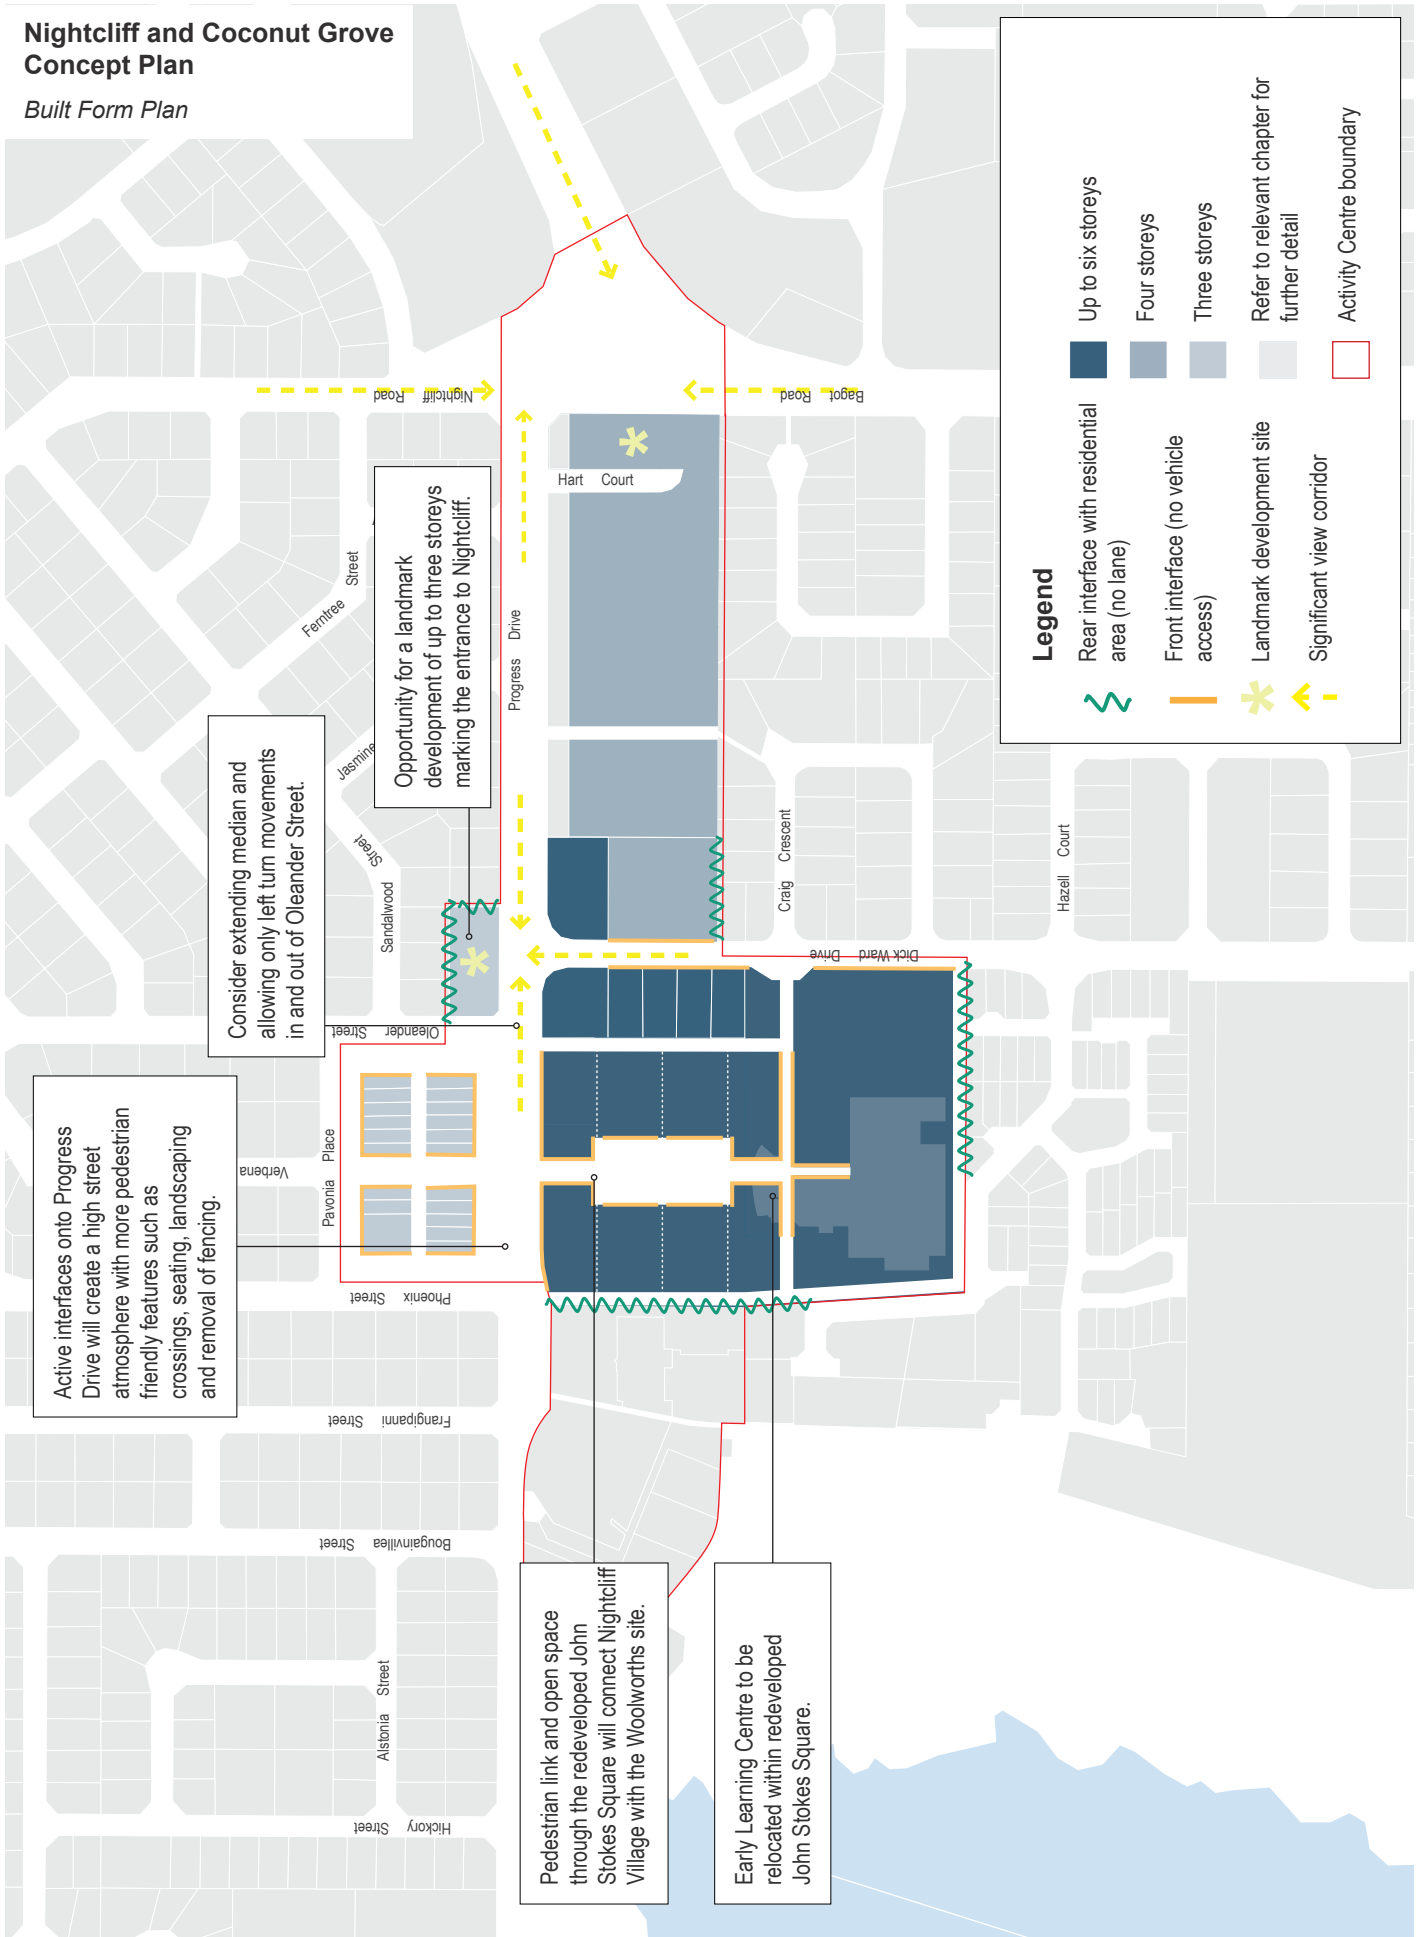 Nightcliff and Coconut Grove
Concept Plan
Built Form Plan
Active interfaces onto Progress
Drive will create a high street
atmosphere with more pedestrian
friendly features such as
crossings, seating, landscaping
and removal of fencing.
Consider extending median and
allowing only left turn movements
in and out of Oleander Street.
Opportunity for a landmark
development of up to three storeys
marking the entrance to Nightcliff.
Pedestrian link and open space
through the redeveloped John
Stokes Square will connect Nightcliff
Village with the Woolworths site.
Early Learning Centre to be
relocated within redeveloped
John Stokes Square.
Hickory Street
Alstonia Street
Bougainvillea Street
Frangipanni Street
Phoenix Street
Pavonia Place
Verbena
Oleander Street
Sandalwood
Street
Jasmine
Ferntree Street
Nightcliff Road
Progress Drive
Hart Court
Bagot Road
Craig Crescent
Dick Ward Drive
Hazell Court
Legend
Rear interface with residential
area (no lane)
Front interface (no vehicle
access)
Landmark development site
Significant view corridor
Up to six storeys
Four storeys
Three storeys
Refer to relevant chapter for
further detail
Activity Centre boundary